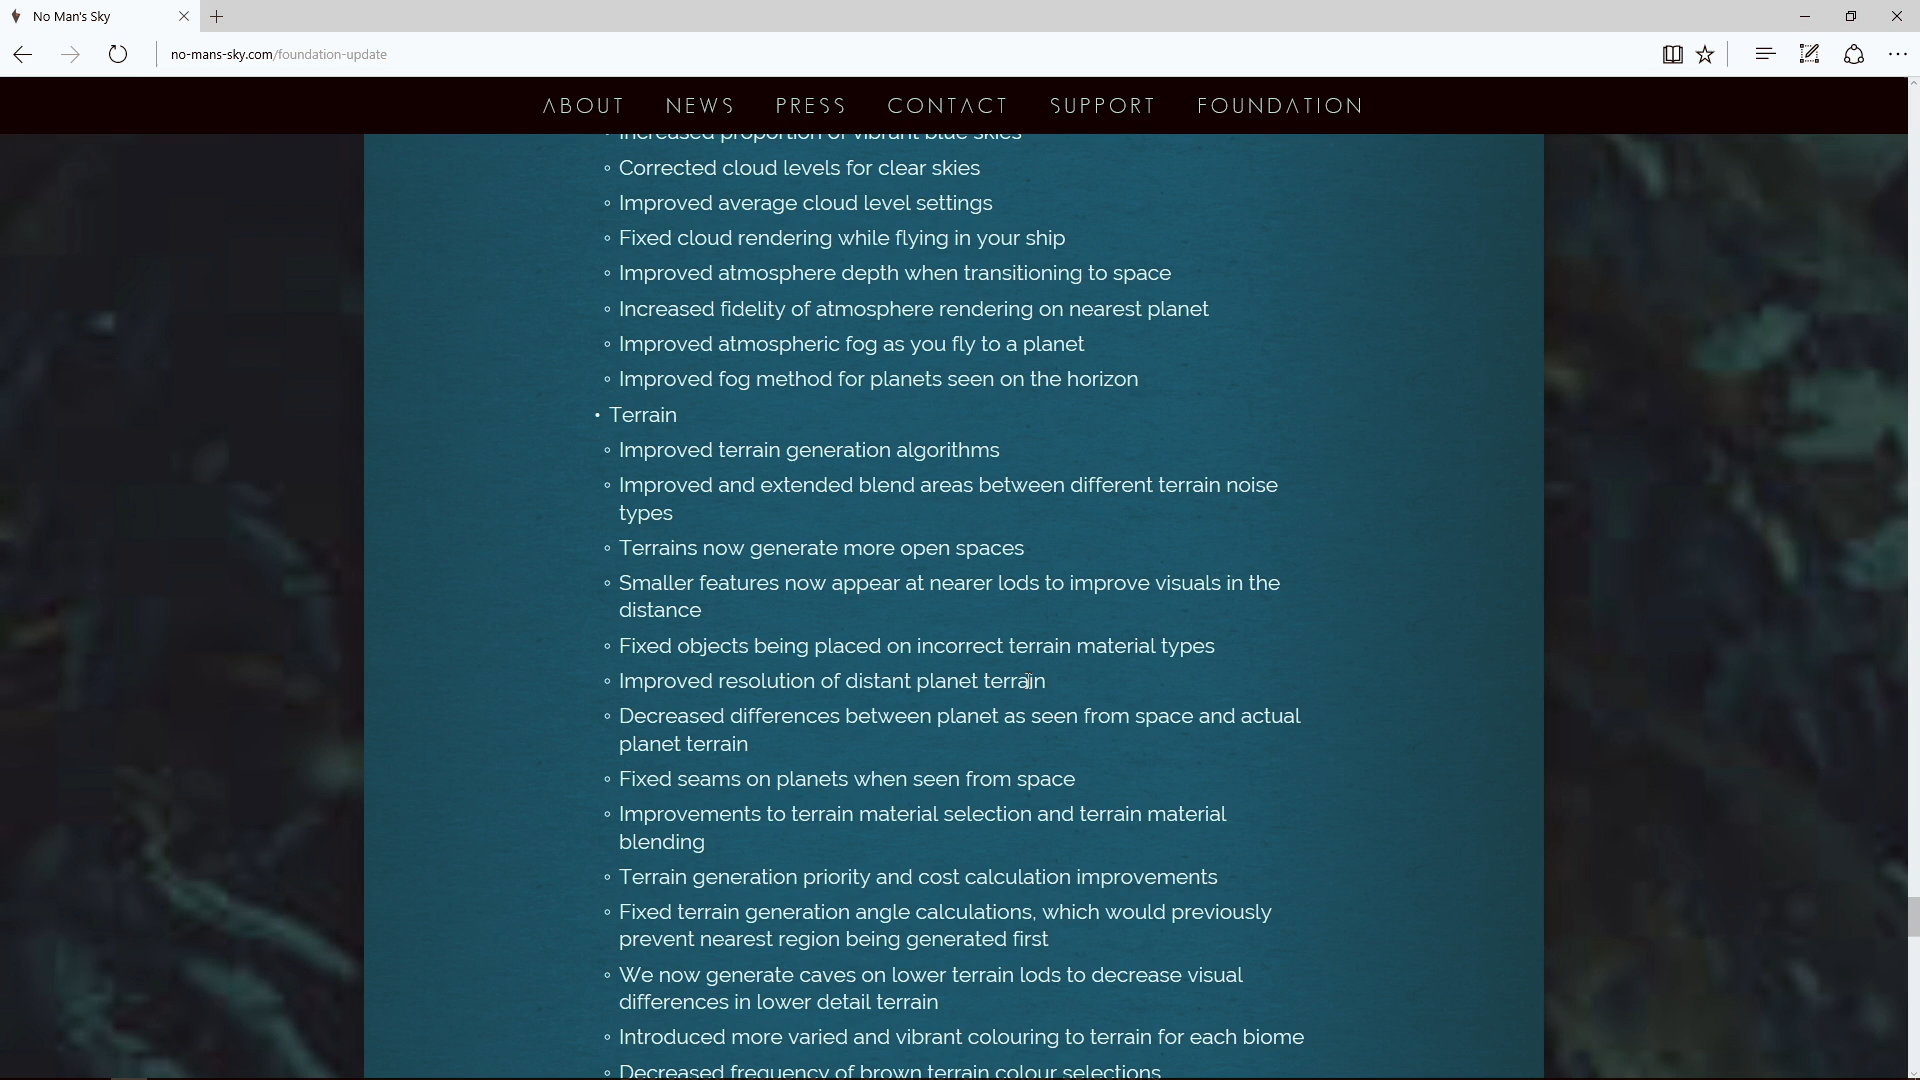 No Man's Sky
no-mans-sky.com/foundation-update
ABOUT NEWS PRESS CONTACT SUPPORT FOUNDATION
Increased proportion of vibrant blue skies
◦ Corrected cloud levels for clear skies
◦ Improved average cloud level settings
◦ Fixed cloud rendering while flying in your ship
◦ Improved atmosphere depth when transitioning to space
◦ Increased fidelity of atmosphere rendering on nearest planet
◦ Improved atmospheric fog as you fly to a planet
◦ Improved fog method for planets seen on the horizon
• Terrain
◦ Improved terrain generation algorithms
◦ Improved and extended blend areas between different terrain noise
types
◦ Terrains now generate more open spaces
◦ Smaller features now appear at nearer lods to improve visuals in the
distance
◦ Fixed objects being placed on incorrect terrain material types
◦ Improved resolution of distant planet terrain
◦ Decreased differences between planet as seen from space and actual
planet terrain
◦ Fixed seams on planets when seen from space
◦ Improvements to terrain material selection and terrain material
blending
◦ Terrain generation priority and cost calculation improvements
◦ Fixed terrain generation angle calculations, which would previously
prevent nearest region being generated first
◦ We now generate caves on lower terrain lods to decrease visual
differences in lower detail terrain
◦ Introduced more varied and vibrant colouring to terrain for each biome
◦ Decreased frequency of brown terrain colour selections